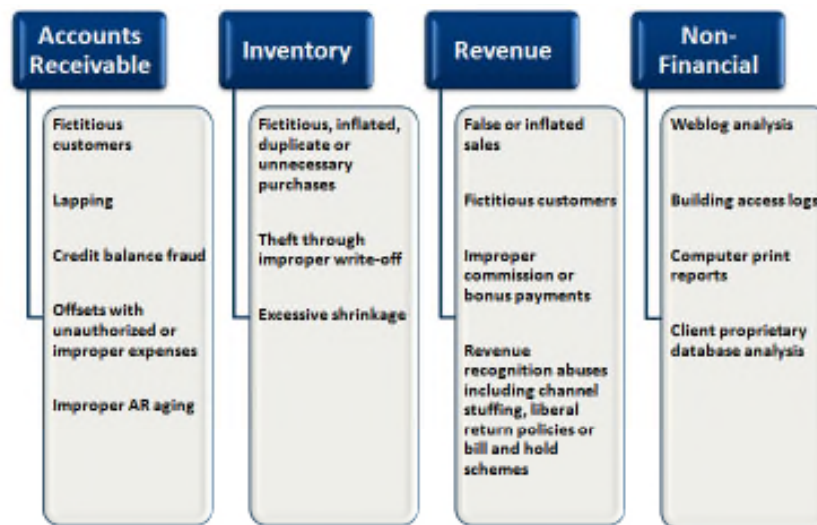 Accounts
Receivable
Fictitious
customers
Lapping
Credit balance fraud
Offsets with
unauthorized or
improper expenses
Improper AR aging
Inventory
Fictitious, inflated,
duplicate or
unnecessary
purchases
Theft through
improper write-off
Excessive shrinkage
Revenue
False or inflated
sales
Fictitious customers
Improper
commission or
bonus payments
Revenue
recognition abuses
including channel
stuffing, liberal
return policies or
bill and hold
schemes
Non-
Financial
Weblog analysis
Building access logs
Computer print
reports
Client proprietary
database analysis